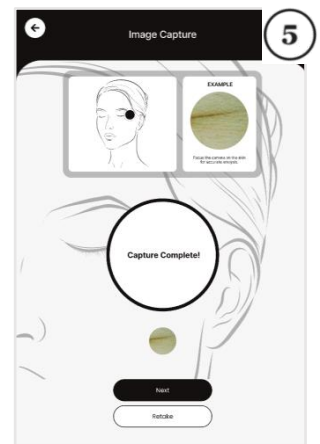 Image Capture
5
EXAMPLE
Focus the camera on the skin
for accurate analysis.
Capture Complete!
Next
Retake